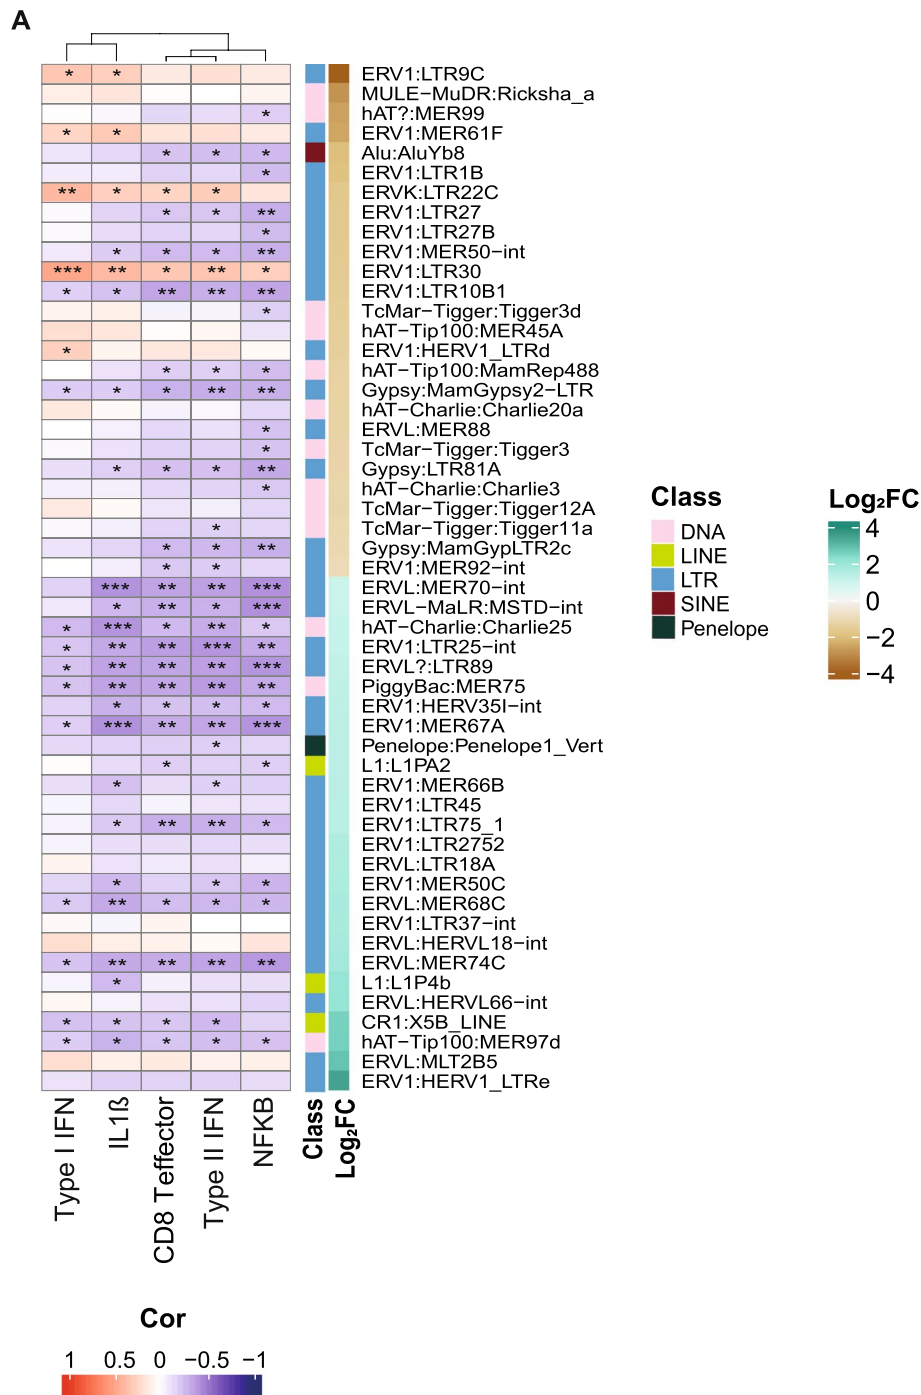 A
* * ERV1:LTR9C
MULE−MuDR:Ricksha_a
* hAT?:MER99
* * ERV1:MER61F
* * * Alu:AluYb8
* ERV1:LTR1B
** * * * ERVK:LTR22C
* * ** ERV1:LTR27
* ERV1:LTR27B
* * * ** ERV1:MER50−int
*** ** * ** * ERV1:LTR30
* * ** ** ** ERV1:LTR10B1
* TcMar−Tigger:Tigger3d
hAT−Tip100:MER45A
* ERV1:HERV1_LTRd
* * * hAT−Tip100:MamRep488
* * * ** ** Gypsy:MamGypsy2−LTR
hAT−Charlie:Charlie20a
* ERVL:MER88
* TcMar−Tigger:Tigger3
* * * ** Gypsy:LTR81A
* hAT−Charlie:Charlie3
TcMar−Tigger:Tigger12A
* TcMar−Tigger:Tigger11a
* * ** Gypsy:MamGypLTR2c
* * ERV1:MER92−int
*** ** ** *** ERVL:MER70−int
* ** * *** ERVL−MaLR:MSTD−int
* *** * ** * hAT−Charlie:Charlie25
* ** ** *** ** ERV1:LTR25−int
* ** ** ** *** ERVL?:LTR89
* ** ** ** ** PiggyBac:MER75
* * * * ERV1:HERV35I−int
* *** ** ** *** ERV1:MER67A
* Penelope:Penelope1_Vert
* * L1:L1PA2
* * ERV1:MER66B
ERV1:LTR45
* ** ** * ERV1:LTR75_1
ERV1:LTR2752
ERVL:LTR18A
* * * ERV1:MER50C
* ** * * * ERVL:MER68C
ERV1:LTR37−int
ERVL:HERVL18−int
* ** ** ** ** ERVL:MER74C
* L1:L1P4b
ERVL:HERVL66−int
* * * * CR1:X5B_LINE
* * * * * hAT−Tip100:MER97d
ERVL:MLT2B5
ERV1:HERV1_LTRe
Type I IFN
IL1ß
CD8 Teffector
Type II IFN
NFKB
Class
Log₂FC
Class
DNA
LINE
LTR
SINE
Penelope
Log₂FC
4
2
0
−2
−4
Cor
1 0.5 0 −0.5 −1